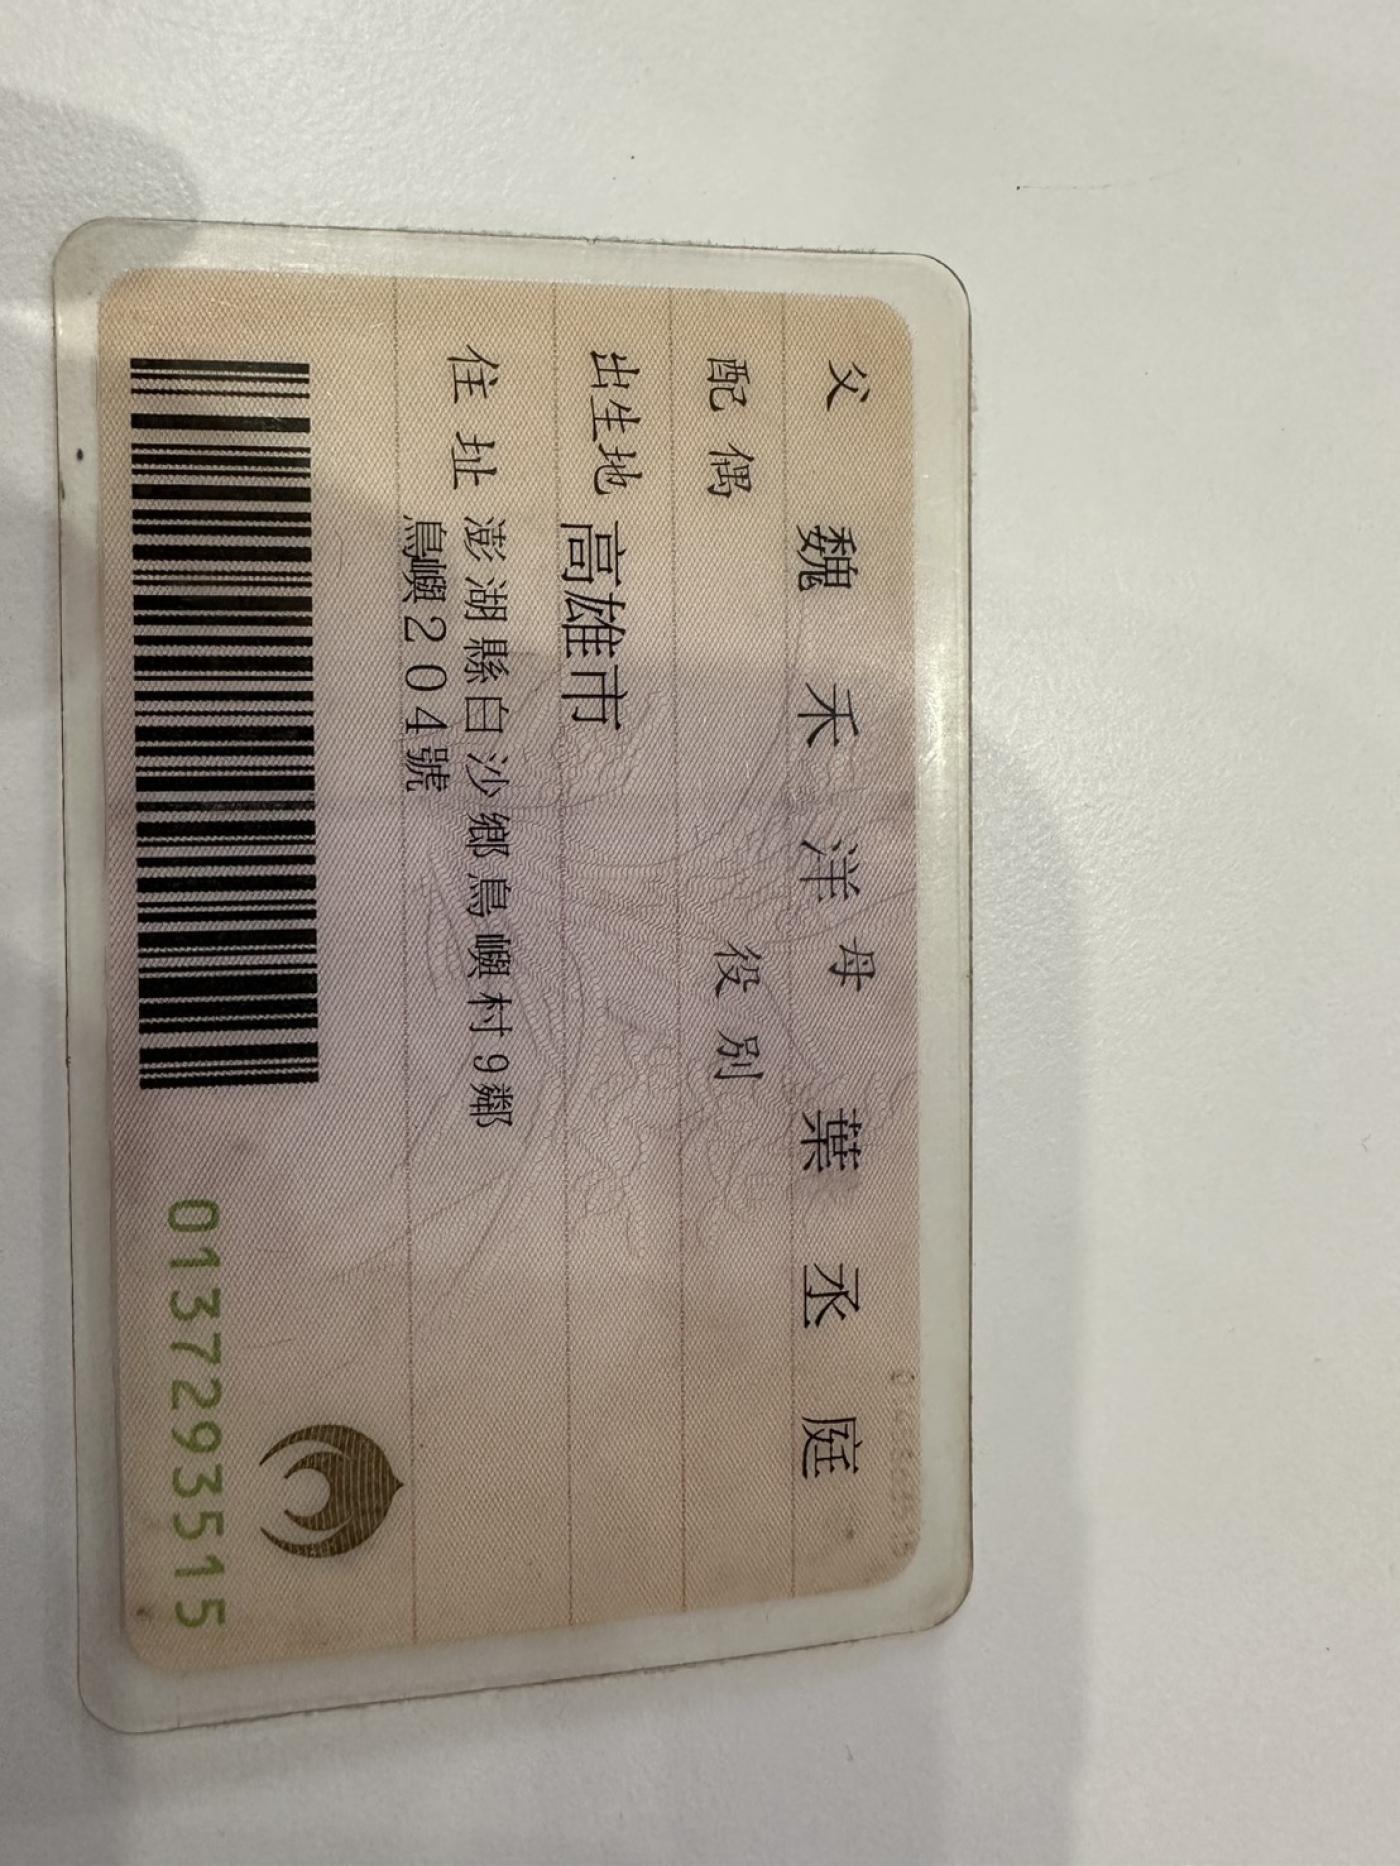 父 魏禾洋 母 葉丞庭
配偶 役別
出生地 高雄市
住址 澎湖縣白沙鄉鳥嶼村9鄰
鳥嶼204號
0137293515